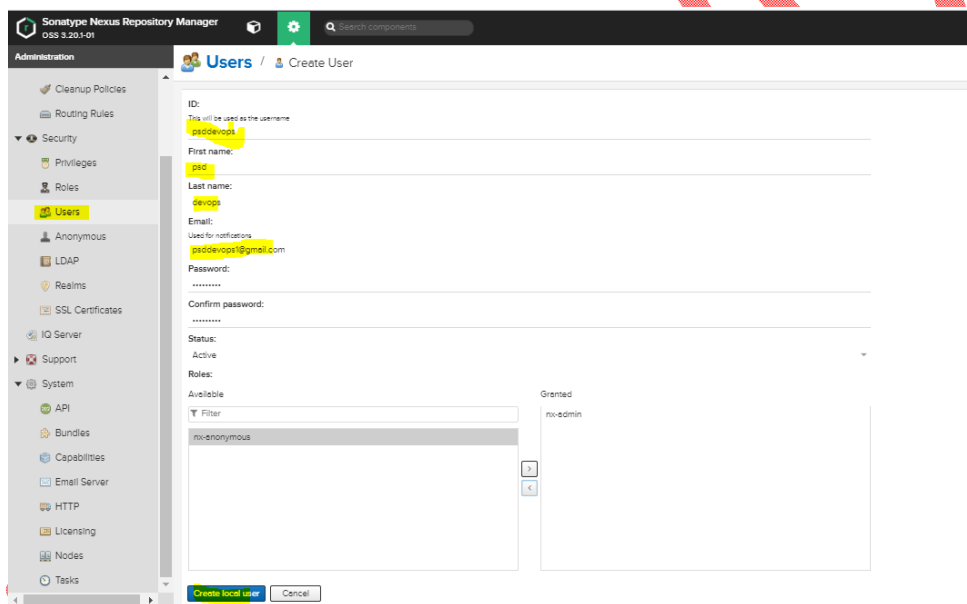 Sonatype Nexus Repository Manager
OSS 3.20.1-01
Search components
Administration
Users / Create User
Cleanup Policies
Routing Rules
Security
Privileges
Roles
Users
Anonymous
LDAP
Realms
SSL Certificates
IQ Server
Support
System
API
Bundles
Capabilities
Email Server
HTTP
Licensing
Nodes
Tasks
ID:
This will be used as the username
psddevops
First name:
psd
Last name:
devops
Email:
Used for notifications
psddevops1@gmail.com
Password:
•••••••••
Confirm password:
•••••••••
Status:
Active
Roles:
Available
Filter
nx-anonymous
Granted
nx-admin
>
<
Create local user Cancel